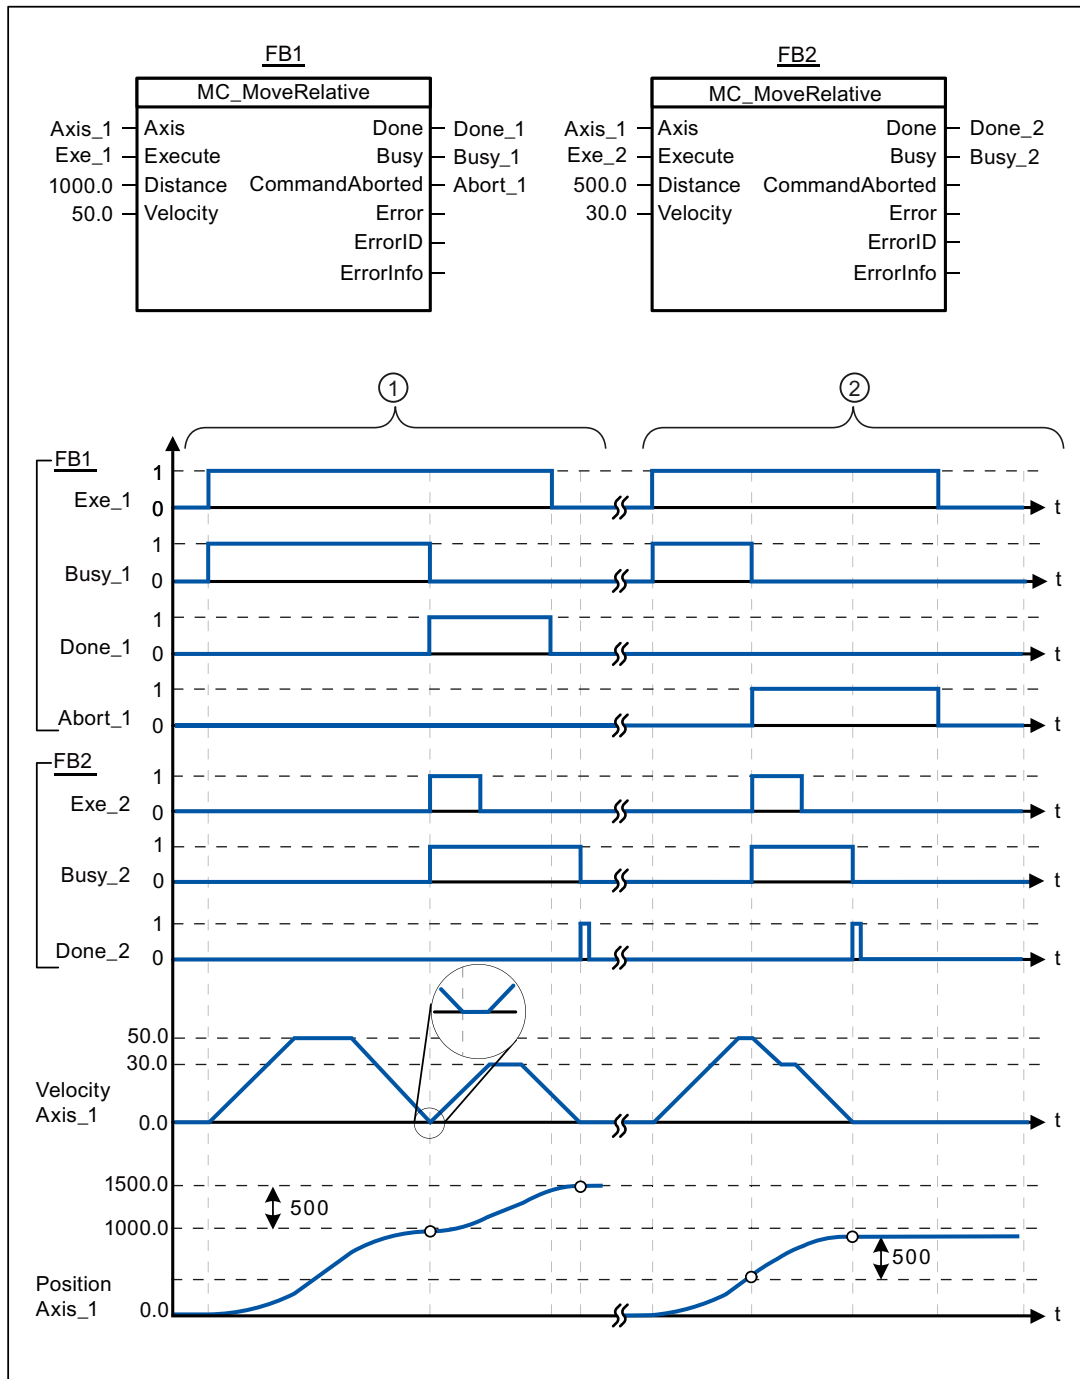 FB1
MC_MoveRelative
Axis_1 Axis Done Done_1
Exe_1 Execute Busy Busy_1
1000.0 Distance CommandAborted Abort_1
50.0 Velocity Error
ErrorID
ErrorInfo
FB2
MC_MoveRelative
Axis_1 Axis Done Done_2
Exe_2 Execute Busy Busy_2
500.0 Distance CommandAborted
30.0 Velocity Error
ErrorID
ErrorInfo
1 2
FB1
1
Exe_1 0 t
1
Busy_1 0 t
1
Done_1 0 t
1
Abort_1 0 t
FB2
1
Exe_2 0 t
1
Busy_2 0 t
1
Done_2 0 t
50.0
30.0
Velocity
Axis_1
0.0 t
1500.0
500
1000.0
500
Position
Axis_1
0.0 t